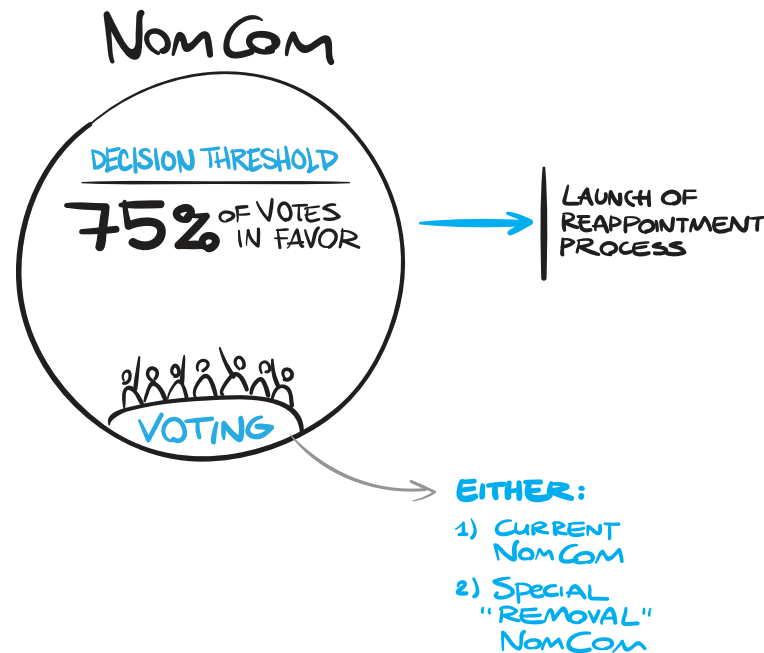 NOMCOM
DECISION THRESHOLD
75% OF VOTES
IN FAVOR
LAUNCH OF
REAPPOINTMENT
PROCESS
VOTING
EITHER:
1) CURRENT
NOMCOM
2) SPECIAL
"REMOVAL"
NOMCOM